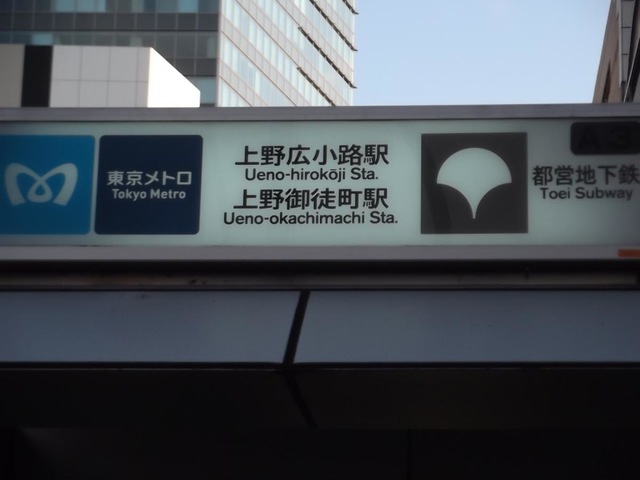 東京メトロ
Tokyo Metro
上野広小路駅
Ueno-hirokōji Sta.
上野御徒町駅
Ueno-okachimachi Sta.
都営地下鉄
Toei Subway